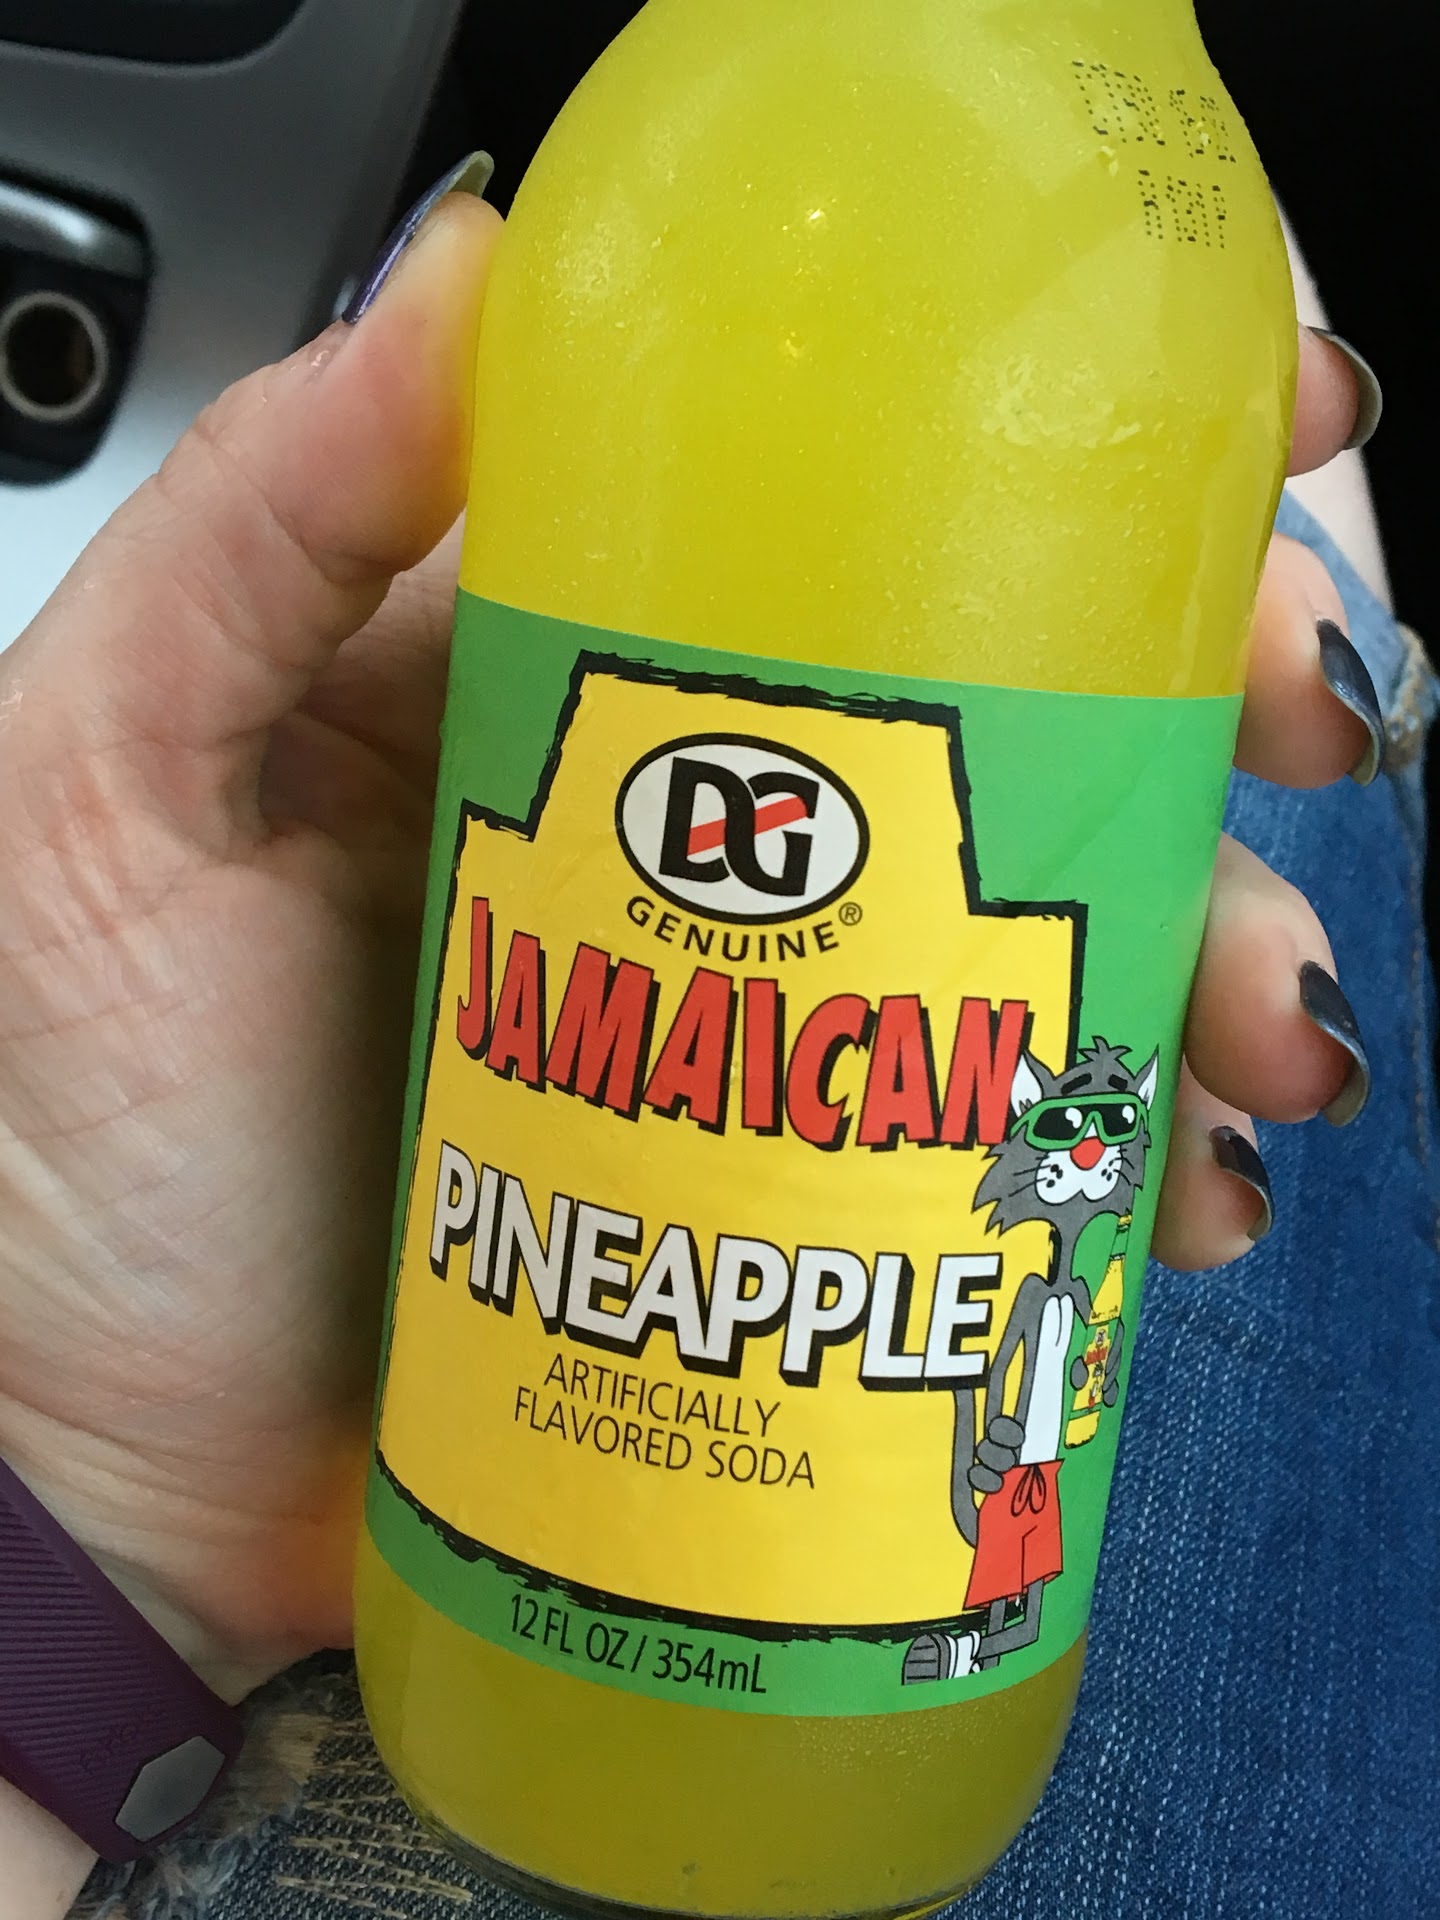 DG
GENUINE®
JAMAICAN
PINEAPPLE
ARTIFICIALLY
FLAVORED SODA
12 FL OZ / 354mL